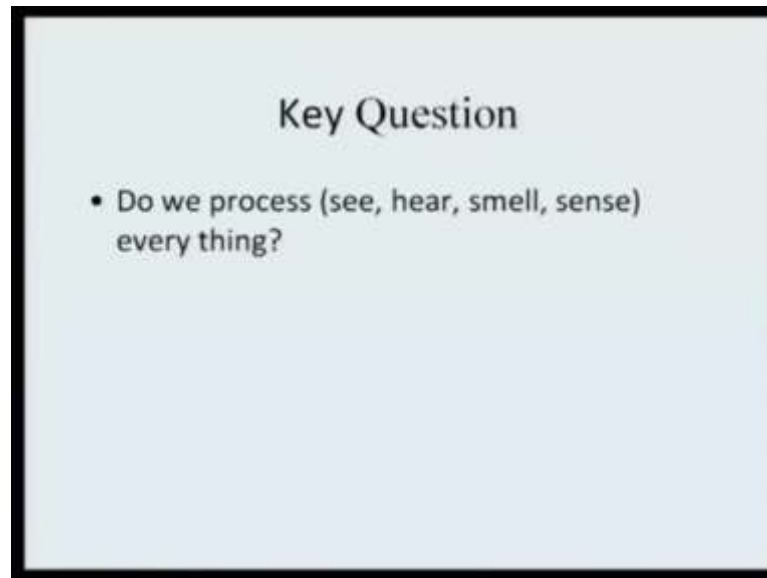 Key Question
• Do we process (see, hear, smell, sense)
every thing?